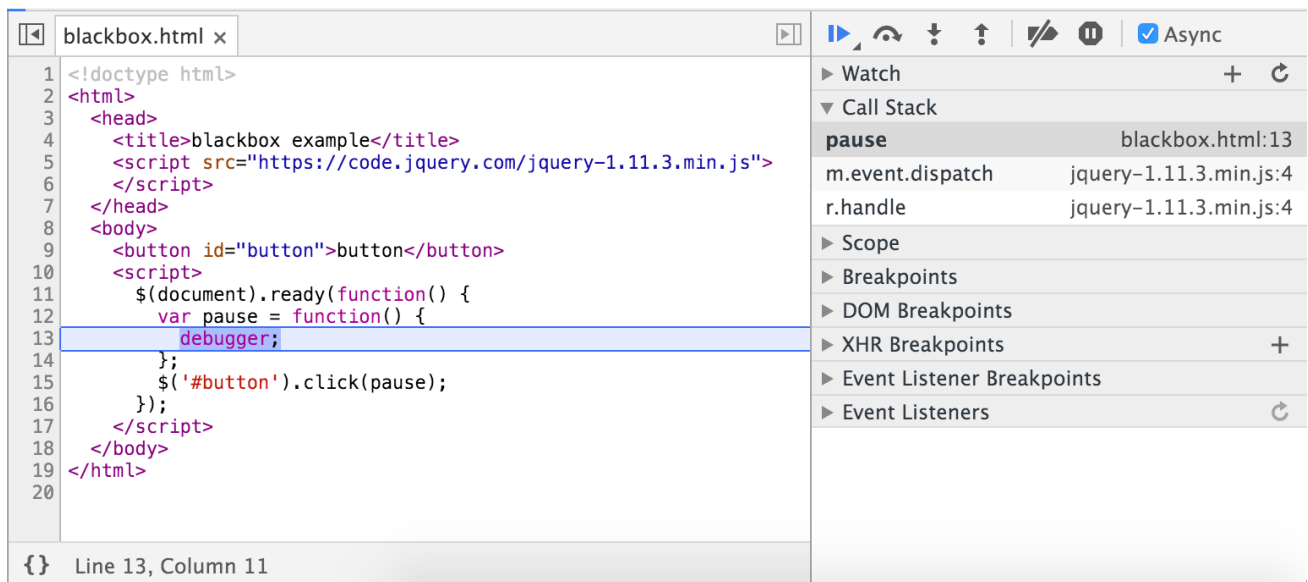 blackbox.html ×
1 <!doctype html>
2 <html>
3   <head>
4     <title>blackbox example</title>
5     <script src="https://code.jquery.com/jquery-1.11.3.min.js">
6     </script>
7   </head>
8   <body>
9     <button id="button">button</button>
10     <script>
11       $(document).ready(function() {
12         var pause = function() {
13           debugger;
14         };
15         $('#button').click(pause);
16       });
17     </script>
18   </body>
19 </html>
20
{} Line 13, Column 11
Async
Watch
Call Stack
pause blackbox.html:13
m.event.dispatch jquery-1.11.3.min.js:4
r.handle jquery-1.11.3.min.js:4
Scope
Breakpoints
DOM Breakpoints
XHR Breakpoints
Event Listener Breakpoints
Event Listeners